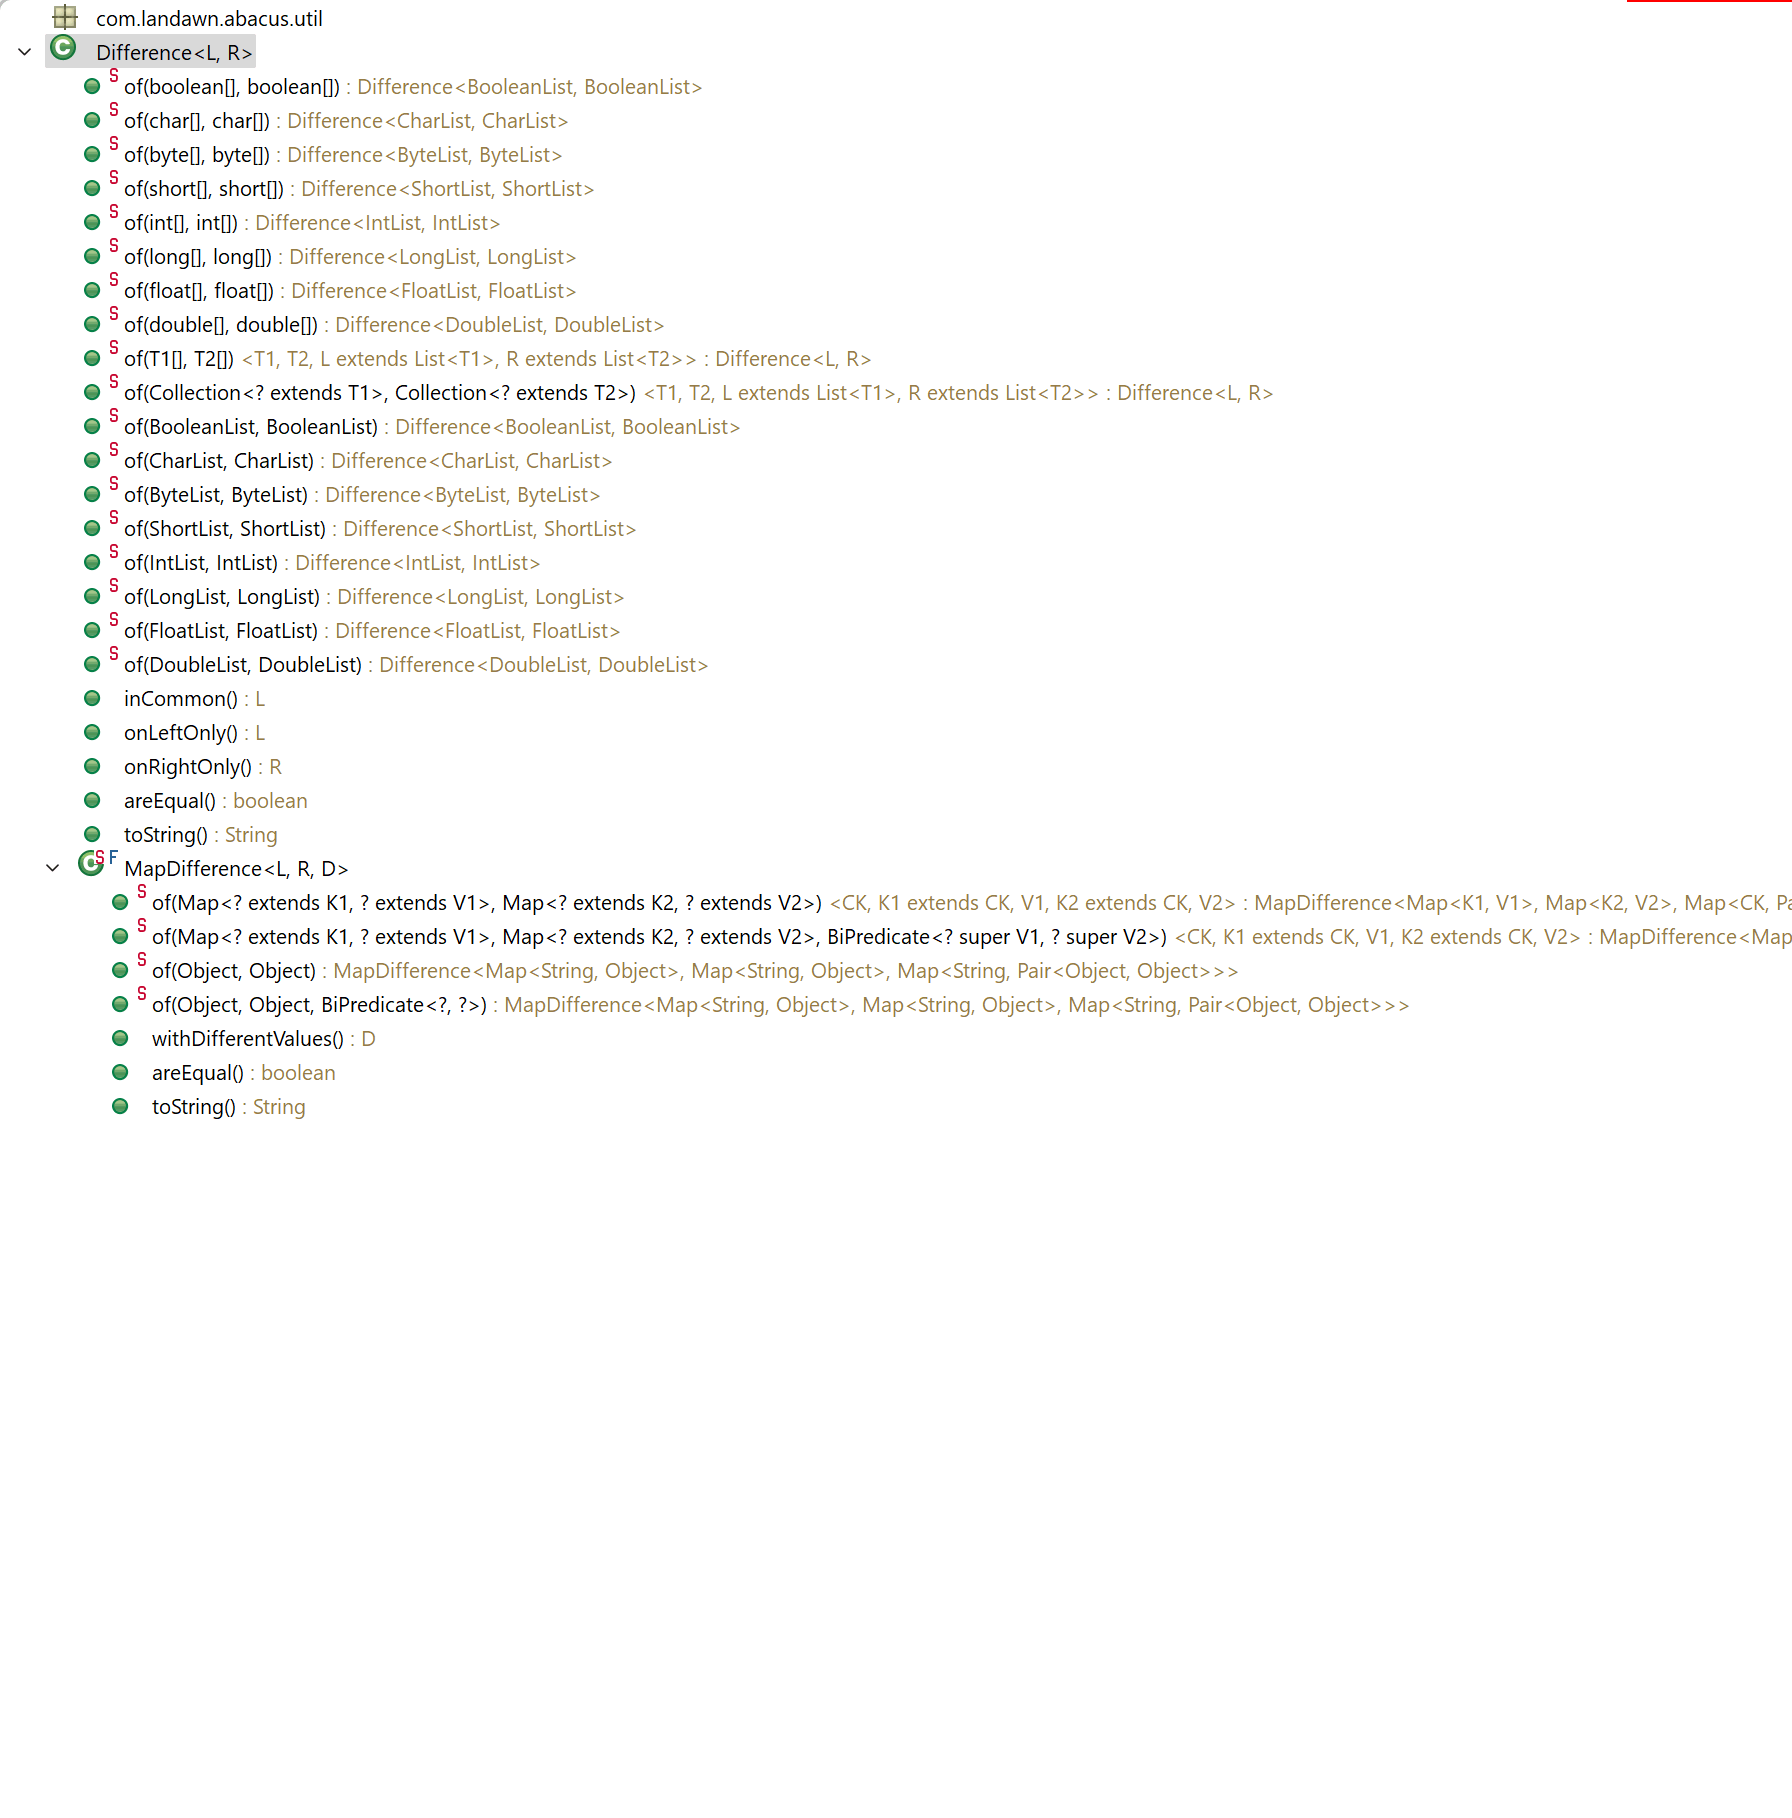 com.landawn.abacus.util
Difference<L, R>
of(boolean[], boolean[]) : Difference<BooleanList, BooleanList>
of(char[], char[]) : Difference<CharList, CharList>
of(byte[], byte[]) : Difference<ByteList, ByteList>
of(short[], short[]) : Difference<ShortList, ShortList>
of(int[], int[]) : Difference<IntList, IntList>
of(long[], long[]) : Difference<LongList, LongList>
of(float[], float[]) : Difference<FloatList, FloatList>
of(double[], double[]) : Difference<DoubleList, DoubleList>
of(T1[], T2[]) <T1, T2, L extends List<T1>, R extends List<T2>> : Difference<L, R>
of(Collection<? extends T1>, Collection<? extends T2>) <T1, T2, L extends List<T1>, R extends List<T2>> : Difference<L, R>
of(BooleanList, BooleanList) : Difference<BooleanList, BooleanList>
of(CharList, CharList) : Difference<CharList, CharList>
of(ByteList, ByteList) : Difference<ByteList, ByteList>
of(ShortList, ShortList) : Difference<ShortList, ShortList>
of(IntList, IntList) : Difference<IntList, IntList>
of(LongList, LongList) : Difference<LongList, LongList>
of(FloatList, FloatList) : Difference<FloatList, FloatList>
of(DoubleList, DoubleList) : Difference<DoubleList, DoubleList>
inCommon() : L
onLeftOnly() : L
onRightOnly() : R
areEqual() : boolean
toString() : String
MapDifference<L, R, D>
of(Map<? extends K1, ? extends V1>, Map<? extends K2, ? extends V2>) <CK, K1 extends CK, V1, K2 extends CK, V2> : MapDifference<Map<K1, V1>, Map<K2, V2>, Map<CK, Pa
of(Map<? extends K1, ? extends V1>, Map<? extends K2, ? extends V2>, BiPredicate<? super V1, ? super V2>) <CK, K1 extends CK, V1, K2 extends CK, V2> : MapDifference<Map
of(Object, Object) : MapDifference<Map<String, Object>, Map<String, Object>, Map<String, Pair<Object, Object>>>
of(Object, Object, BiPredicate<?, ?>) : MapDifference<Map<String, Object>, Map<String, Object>, Map<String, Pair<Object, Object>>>
withDifferentValues() : D
areEqual() : boolean
toString() : String